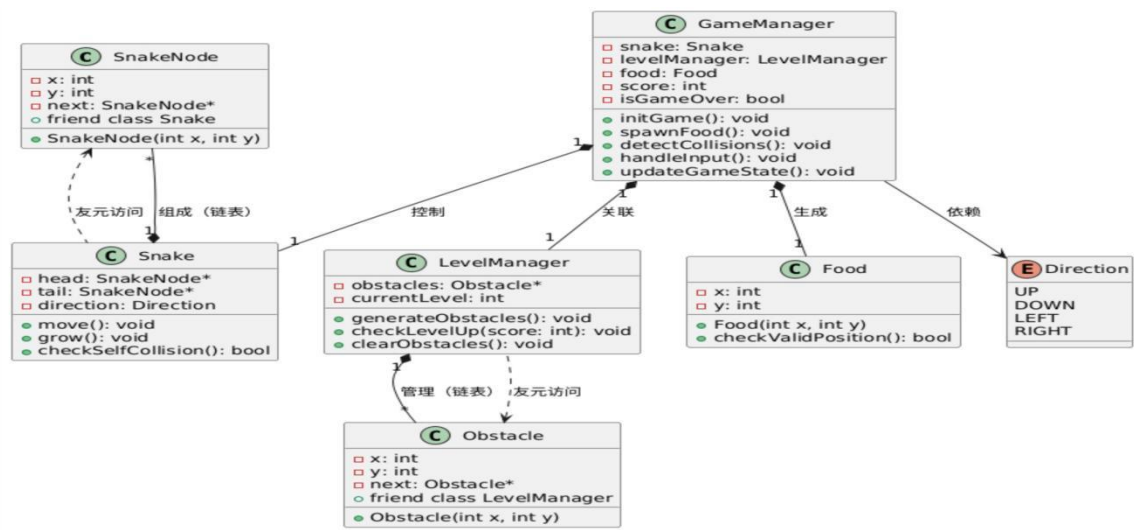 C SnakeNode
x: int
y: int
next: SnakeNode*
friend class Snake
SnakeNode(int x, int y)
C GameManager
snake: Snake
levelManager: LevelManager
food: Food
score: int
isGameOver: bool
initGame(): void
spawnFood(): void
detectCollisions(): void
handleInput(): void
updateGameState(): void
*
1
1
1
1
友元访问
组成（链表）
控制
关联
生成
依赖
1
1
1
1
C Snake
head: SnakeNode*
tail: SnakeNode*
direction: Direction
move(): void
grow(): void
checkSelfCollision(): bool
C LevelManager
obstacles: Obstacle*
currentLevel: int
generateObstacles(): void
checkLevelUp(score: int): void
clearObstacles(): void
C Food
x: int
y: int
Food(int x, int y)
checkValidPosition(): bool
E Direction
UP
DOWN
LEFT
RIGHT
1
管理（链表）
友元访问
*
C Obstacle
x: int
y: int
next: Obstacle*
friend class LevelManager
Obstacle(int x, int y)